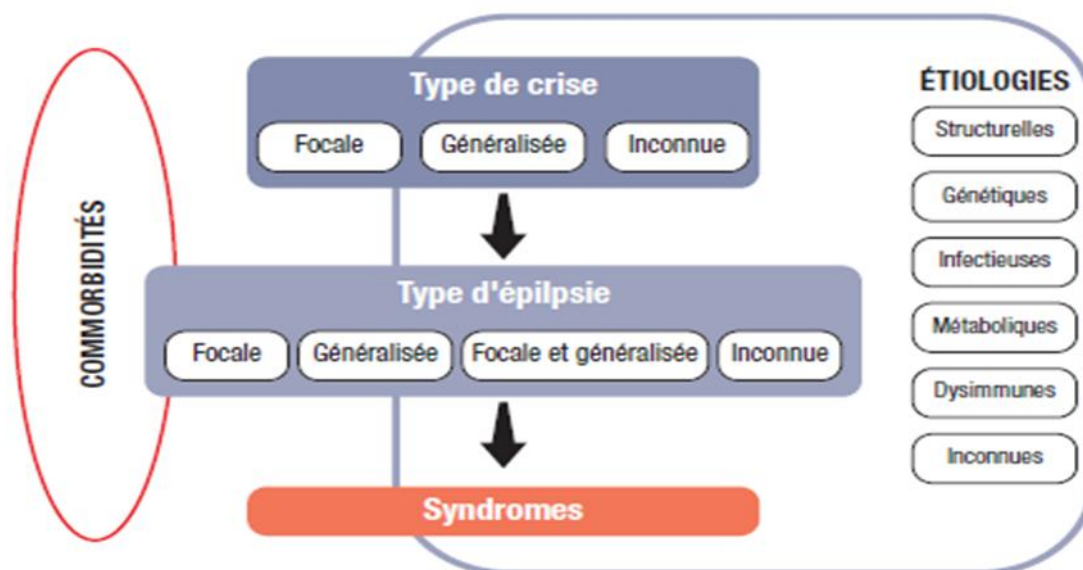 COMMORBIDITÉS
Type de crise
Focale
Généralisée
Inconnue
Type d'épilpsie
Focale
Généralisée
Focale et généralisée
Inconnue
Syndromes
ÉTIOLOGIES
Structurelles
Génétiques
Infectieuses
Métaboliques
Dysimmunes
Inconnues